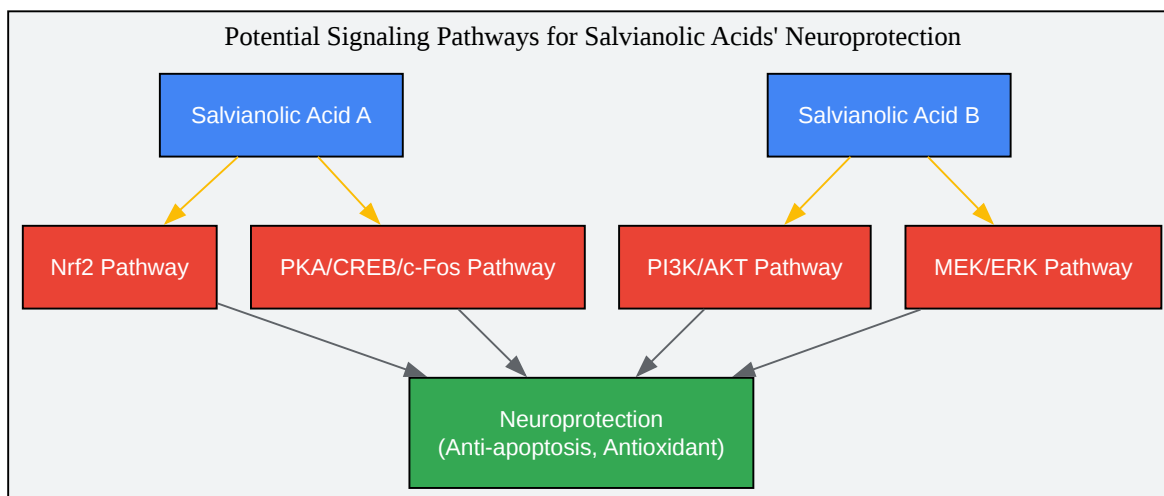 Potential Signaling Pathways for Salvianolic Acids' Neuroprotection
Salvianolic Acid A
Salvianolic Acid B
Nrf2 Pathway
PKA/CREB/c-Fos Pathway
PI3K/AKT Pathway
MEK/ERK Pathway
Neuroprotection
(Anti-apoptosis, Antioxidant)